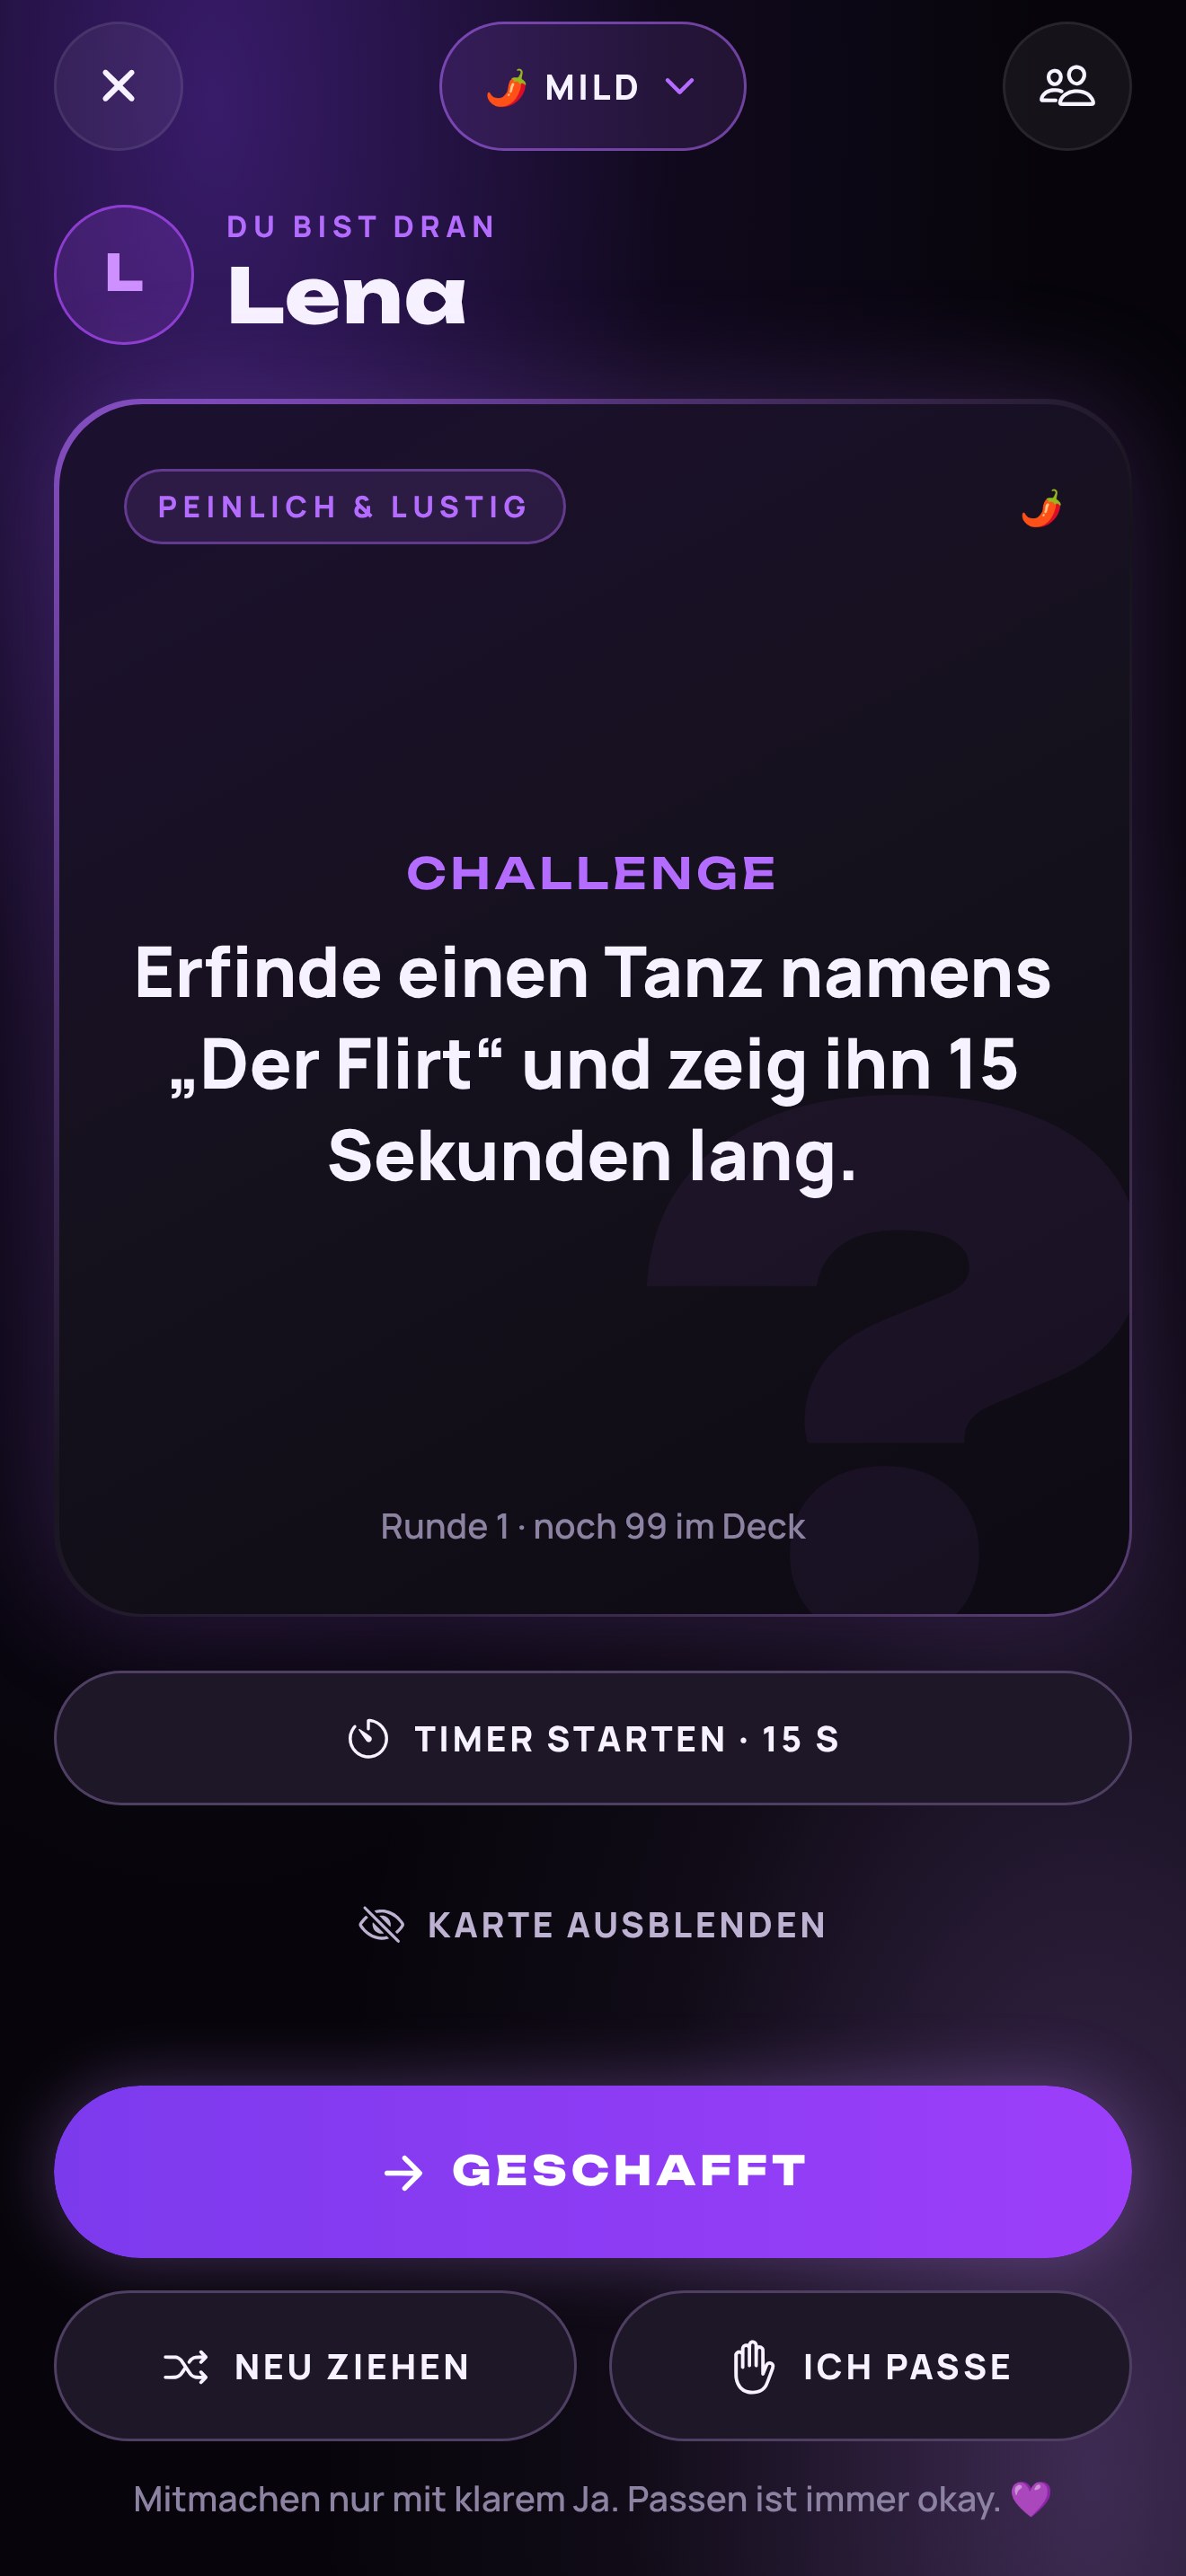 MILD
DU BIST DRAN
L
Lena
PEINLICH & LUSTIG
CHALLENGE
Erfinde einen Tanz namens
„Der Flirt“ und zeig ihn 15
Sekunden lang.
?
Runde 1 · noch 99 im Deck
TIMER STARTEN · 15 S
KARTE AUSBLENDEN
GESCHAFFT
NEU ZIEHEN
ICH PASSE
Mitmachen nur mit klarem Ja. Passen ist immer okay. 💜